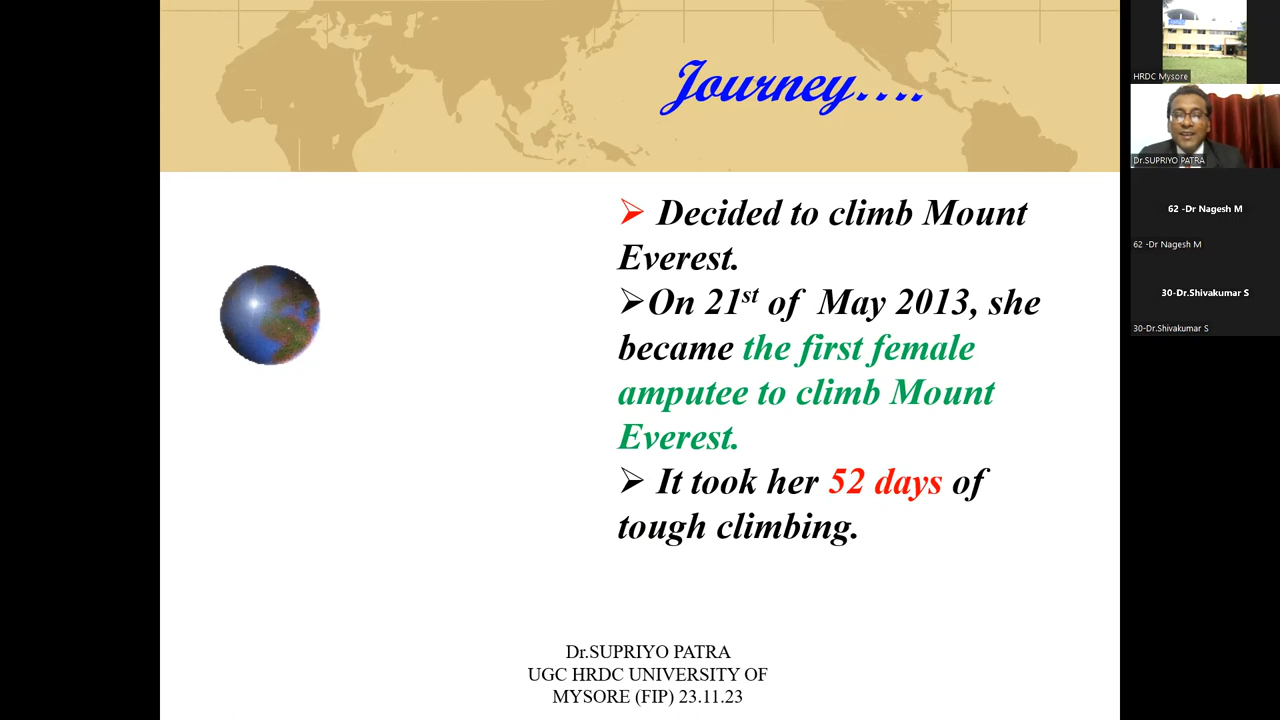 Journey....
➢ Decided to climb Mount
Everest.
➢On 21st of May 2013, she
became the first female
amputee to climb Mount
Everest.
➢ It took her 52 days of
tough climbing.
Dr.SUPRIYO PATRA
UGC HRDC UNIVERSITY OF
MYSORE (FIP) 23.11.23
HRDC Mysore
Dr.SUPRIYO PATRA
62 -Dr Nagesh M
62 -Dr Nagesh M
30-Dr.Shivakumar S
30-Dr.Shivakumar S